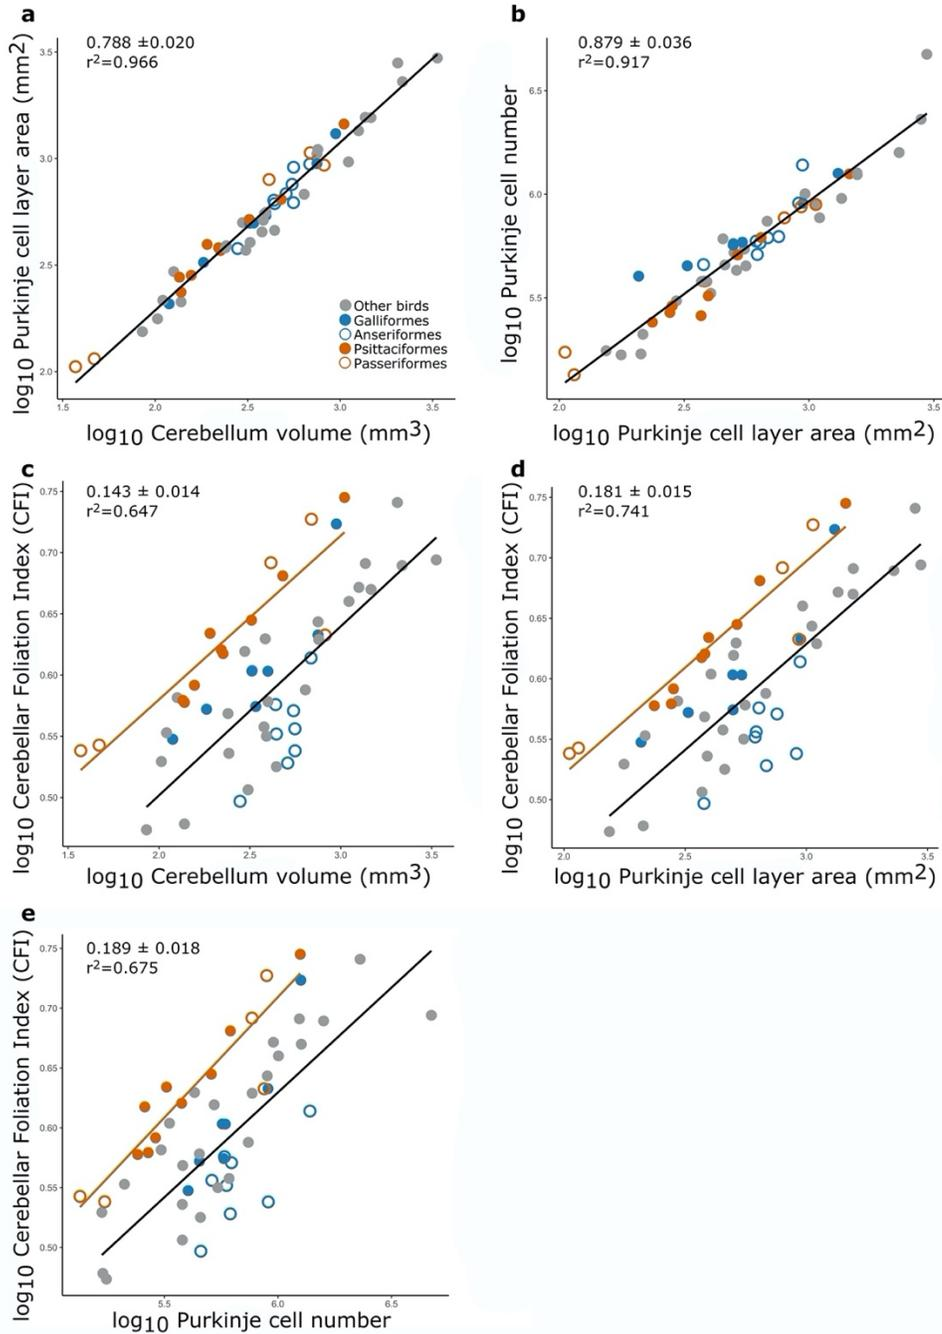 a
0.788 ±0.020
r²=0.966
log10 Purkinje cell layer area (mm2)
3.5
3.0
2.5
2.0
Other birds
Galliformes
Anseriformes
Psittaciformes
Passeriformes
1.5 2.0 2.5 3.0 3.5
log10 Cerebellum volume (mm3)
b
0.879 ± 0.036
r²=0.917
log10 Purkinje cell number
6.5
6.0
5.5
2.0 2.5 3.0 3.5
log10 Purkinje cell layer area (mm2)
c
0.143 ± 0.014
r²=0.647
log10 Cerebellar Foliation Index (CFI)
0.75
0.70
0.65
0.60
0.55
0.50
1.5 2.0 2.5 3.0 3.5
log10 Cerebellum volume (mm3)
d
0.181 ± 0.015
r²=0.741
log10 Cerebellar Foliation Index (CFI)
0.75
0.70
0.65
0.60
0.55
0.50
2.0 2.5 3.0 3.5
log10 Purkinje cell layer area (mm2)
e
0.189 ± 0.018
r²=0.675
log10 Cerebellar Foliation Index (CFI)
0.75
0.70
0.65
0.60
0.55
0.50
5.5 6.0 6.5
log10 Purkinje cell number